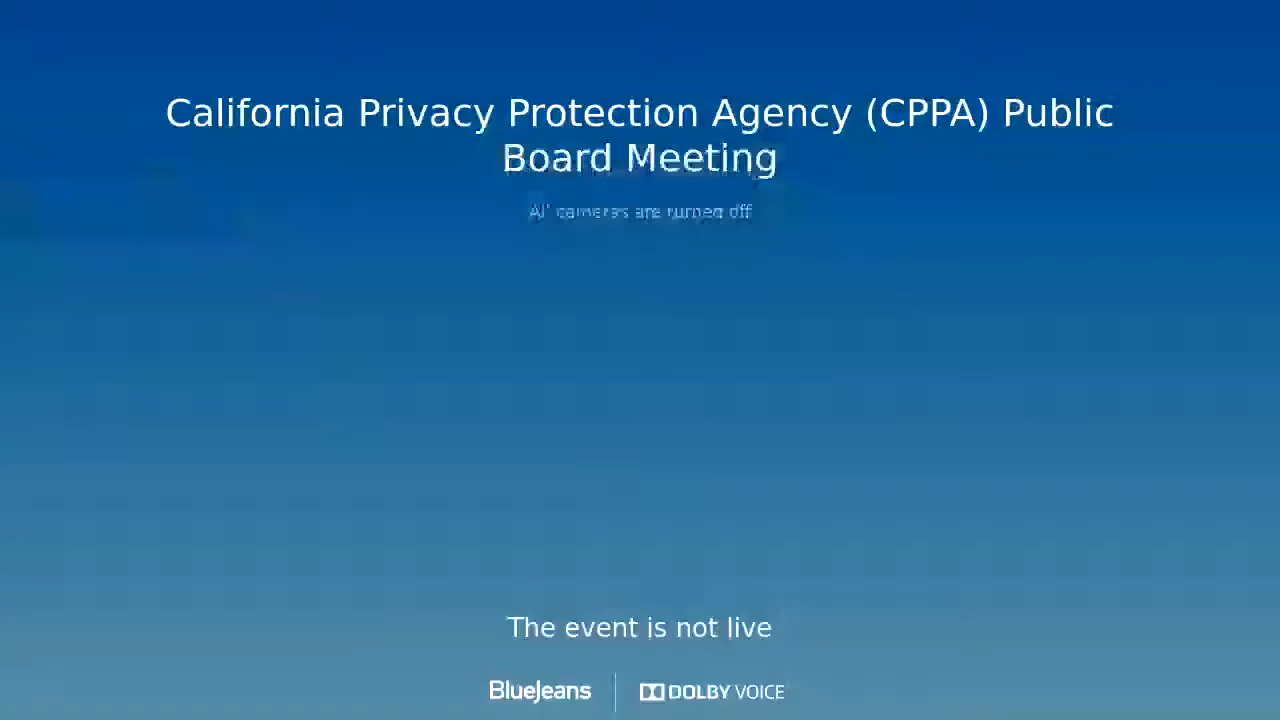 California Privacy Protection Agency (CPPA) Public
Board Meeting
All cameras are turned off
The event is not live
BlueJeans
DOLBY VOICE